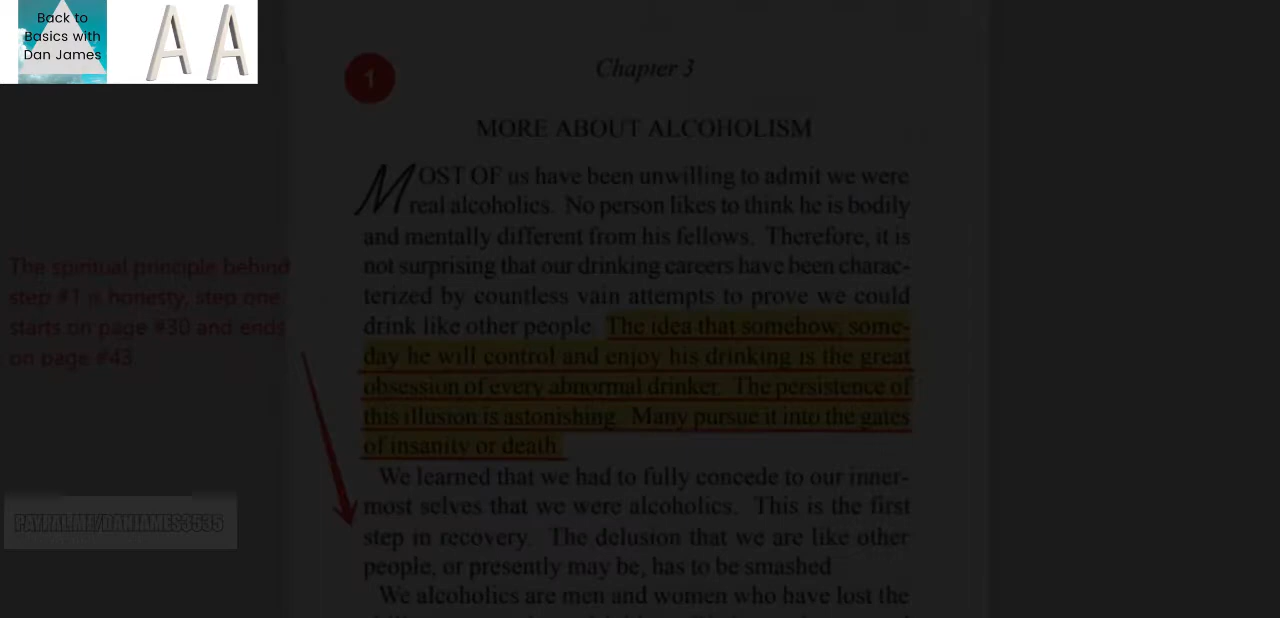 Back to
Basics with
Dan James
A A
1
Chapter 3
MORE ABOUT ALCOHOLISM
MOST OF us have been unwilling to admit we were
real alcoholics. No person likes to think he is bodily
and mentally different from his fellows. Therefore, it is
not surprising that our drinking careers have been charac-
terized by countless vain attempts to prove we could
drink like other people. The idea that somehow, some-
day he will control and enjoy his drinking is the great
obsession of every abnormal drinker. The persistence of
this illusion is astonishing. Many pursue it into the gates
of insanity or death.
We learned that we had to fully concede to our inner-
most selves that we were alcoholics. This is the first
step in recovery. The delusion that we are like other
people, or presently may be, has to be smashed
We alcoholics are men and women who have lost the
The spiritual principle behind
step #1 is honesty, step one
starts on page #30 and ends
on page #43
PAYPAL.ME/DANJAMES3535